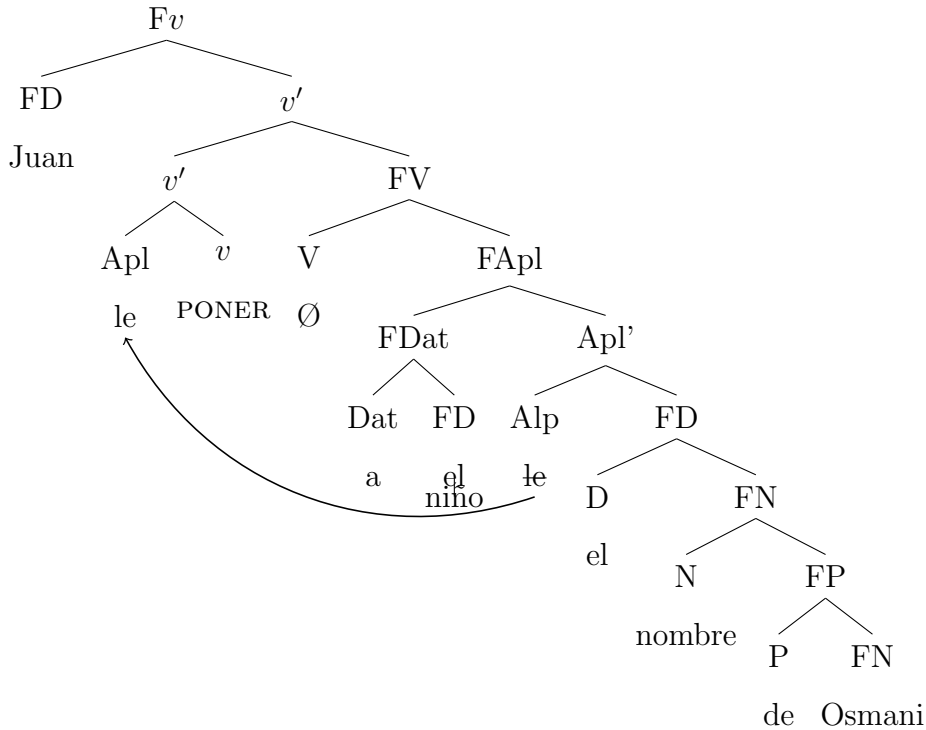 Fv
FD v′
Juan
v′ FV
Apl v V FApl
le PONER Ø
FDat Apl'
Dat FD Alp FD
a el le
niño
D FN
el
N FP
nombre
P FN
de Osmani